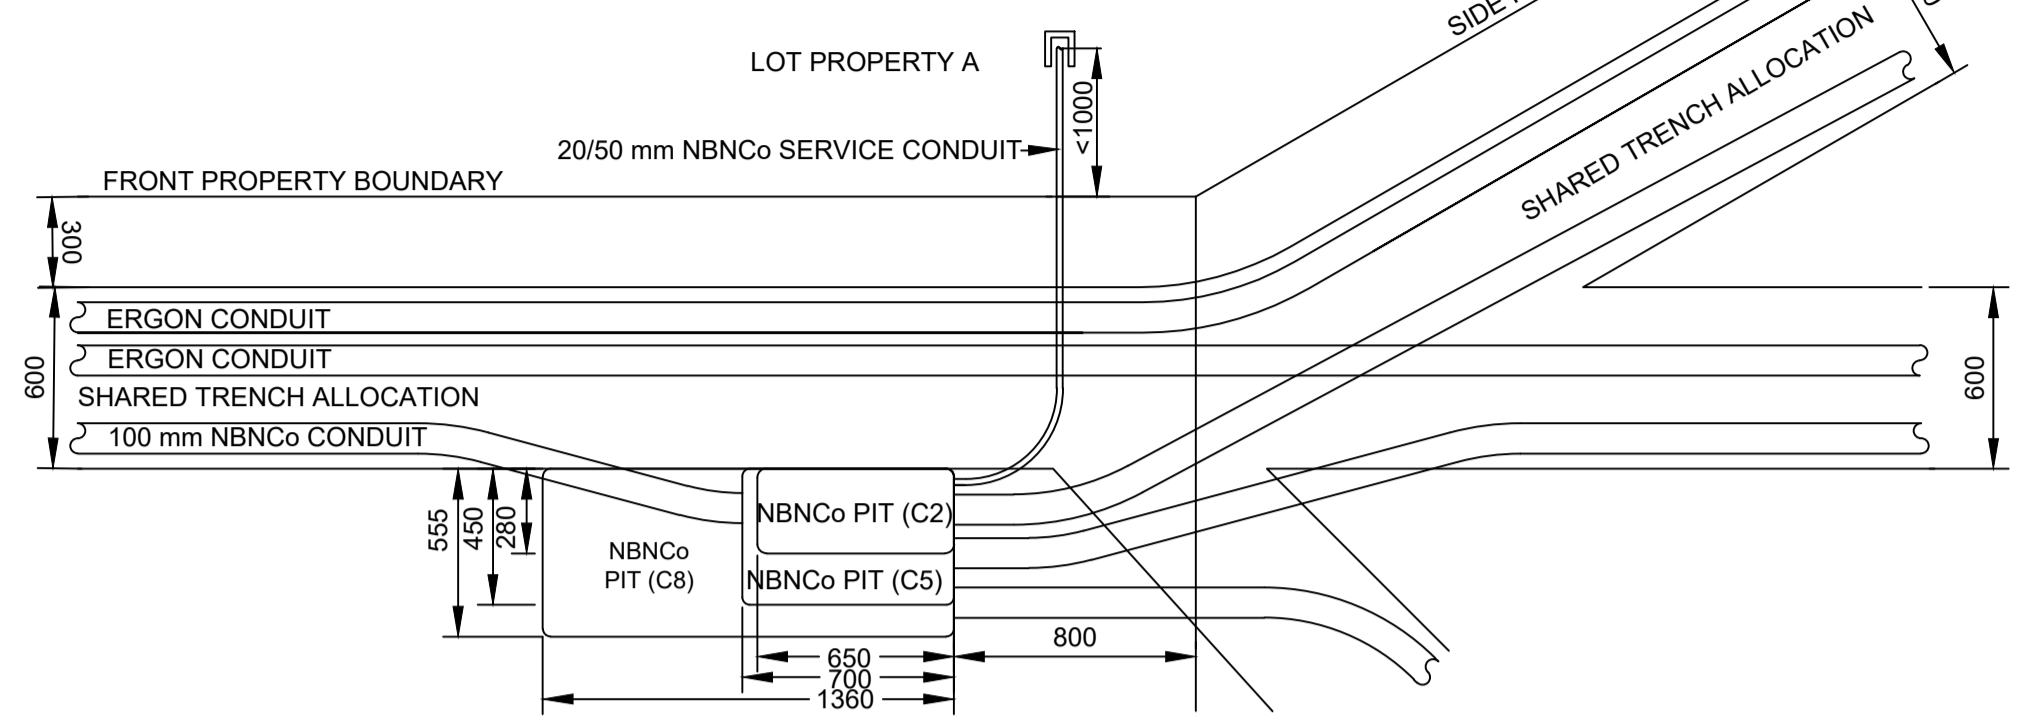 SIDE
LOT PROPERTY A
<1000
SHARED TRENCH ALLOCATION
20/50 mm NBNCo SERVICE CONDUIT
FRONT PROPERTY BOUNDARY
300
ERGON CONDUIT
ERGON CONDUIT
600
600
SHARED TRENCH ALLOCATION
100 mm NBNCo CONDUIT
555
450
280
NBNCo PIT (C2)
NBNCo
PIT (C8)
NBNCo PIT (C5)
800
650
700
1360